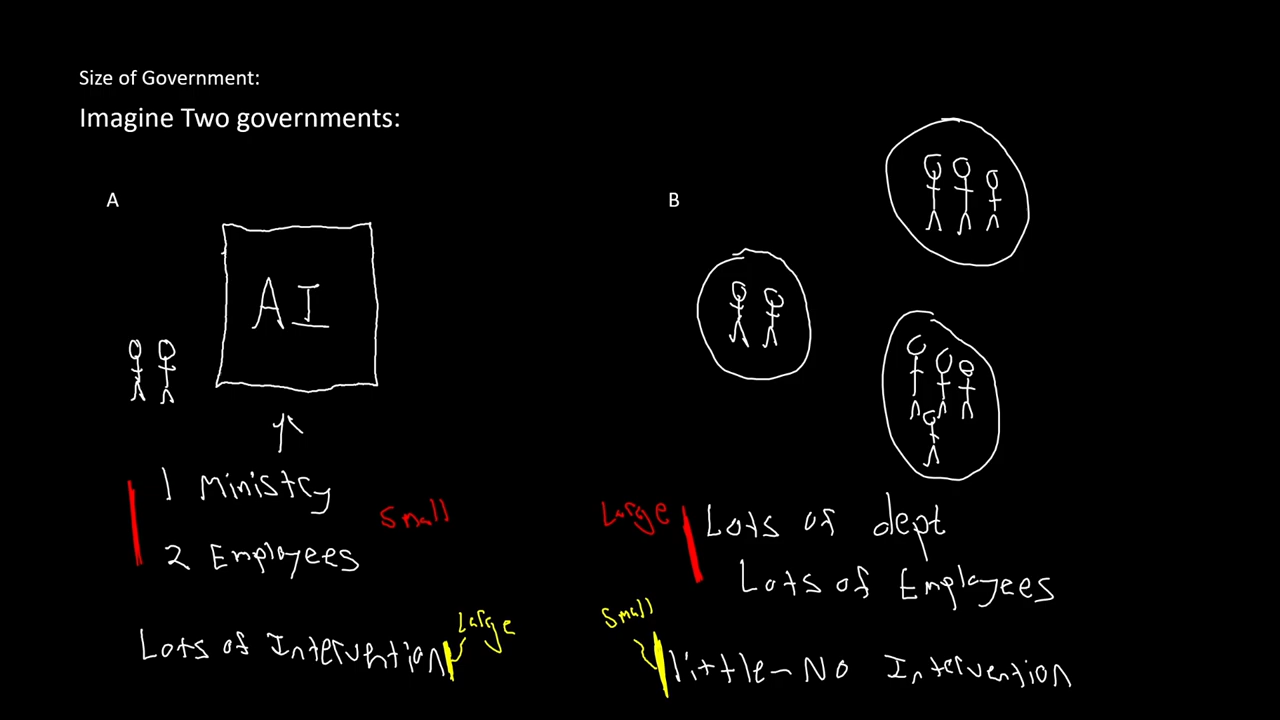 Size of Government:
Imagine Two governments:
A
AI
1 Ministry
2 Employees
Small
Lots of Intervention
Large
B
Large
Lots of dept
Lots of Employees
Small
little-No Intervention